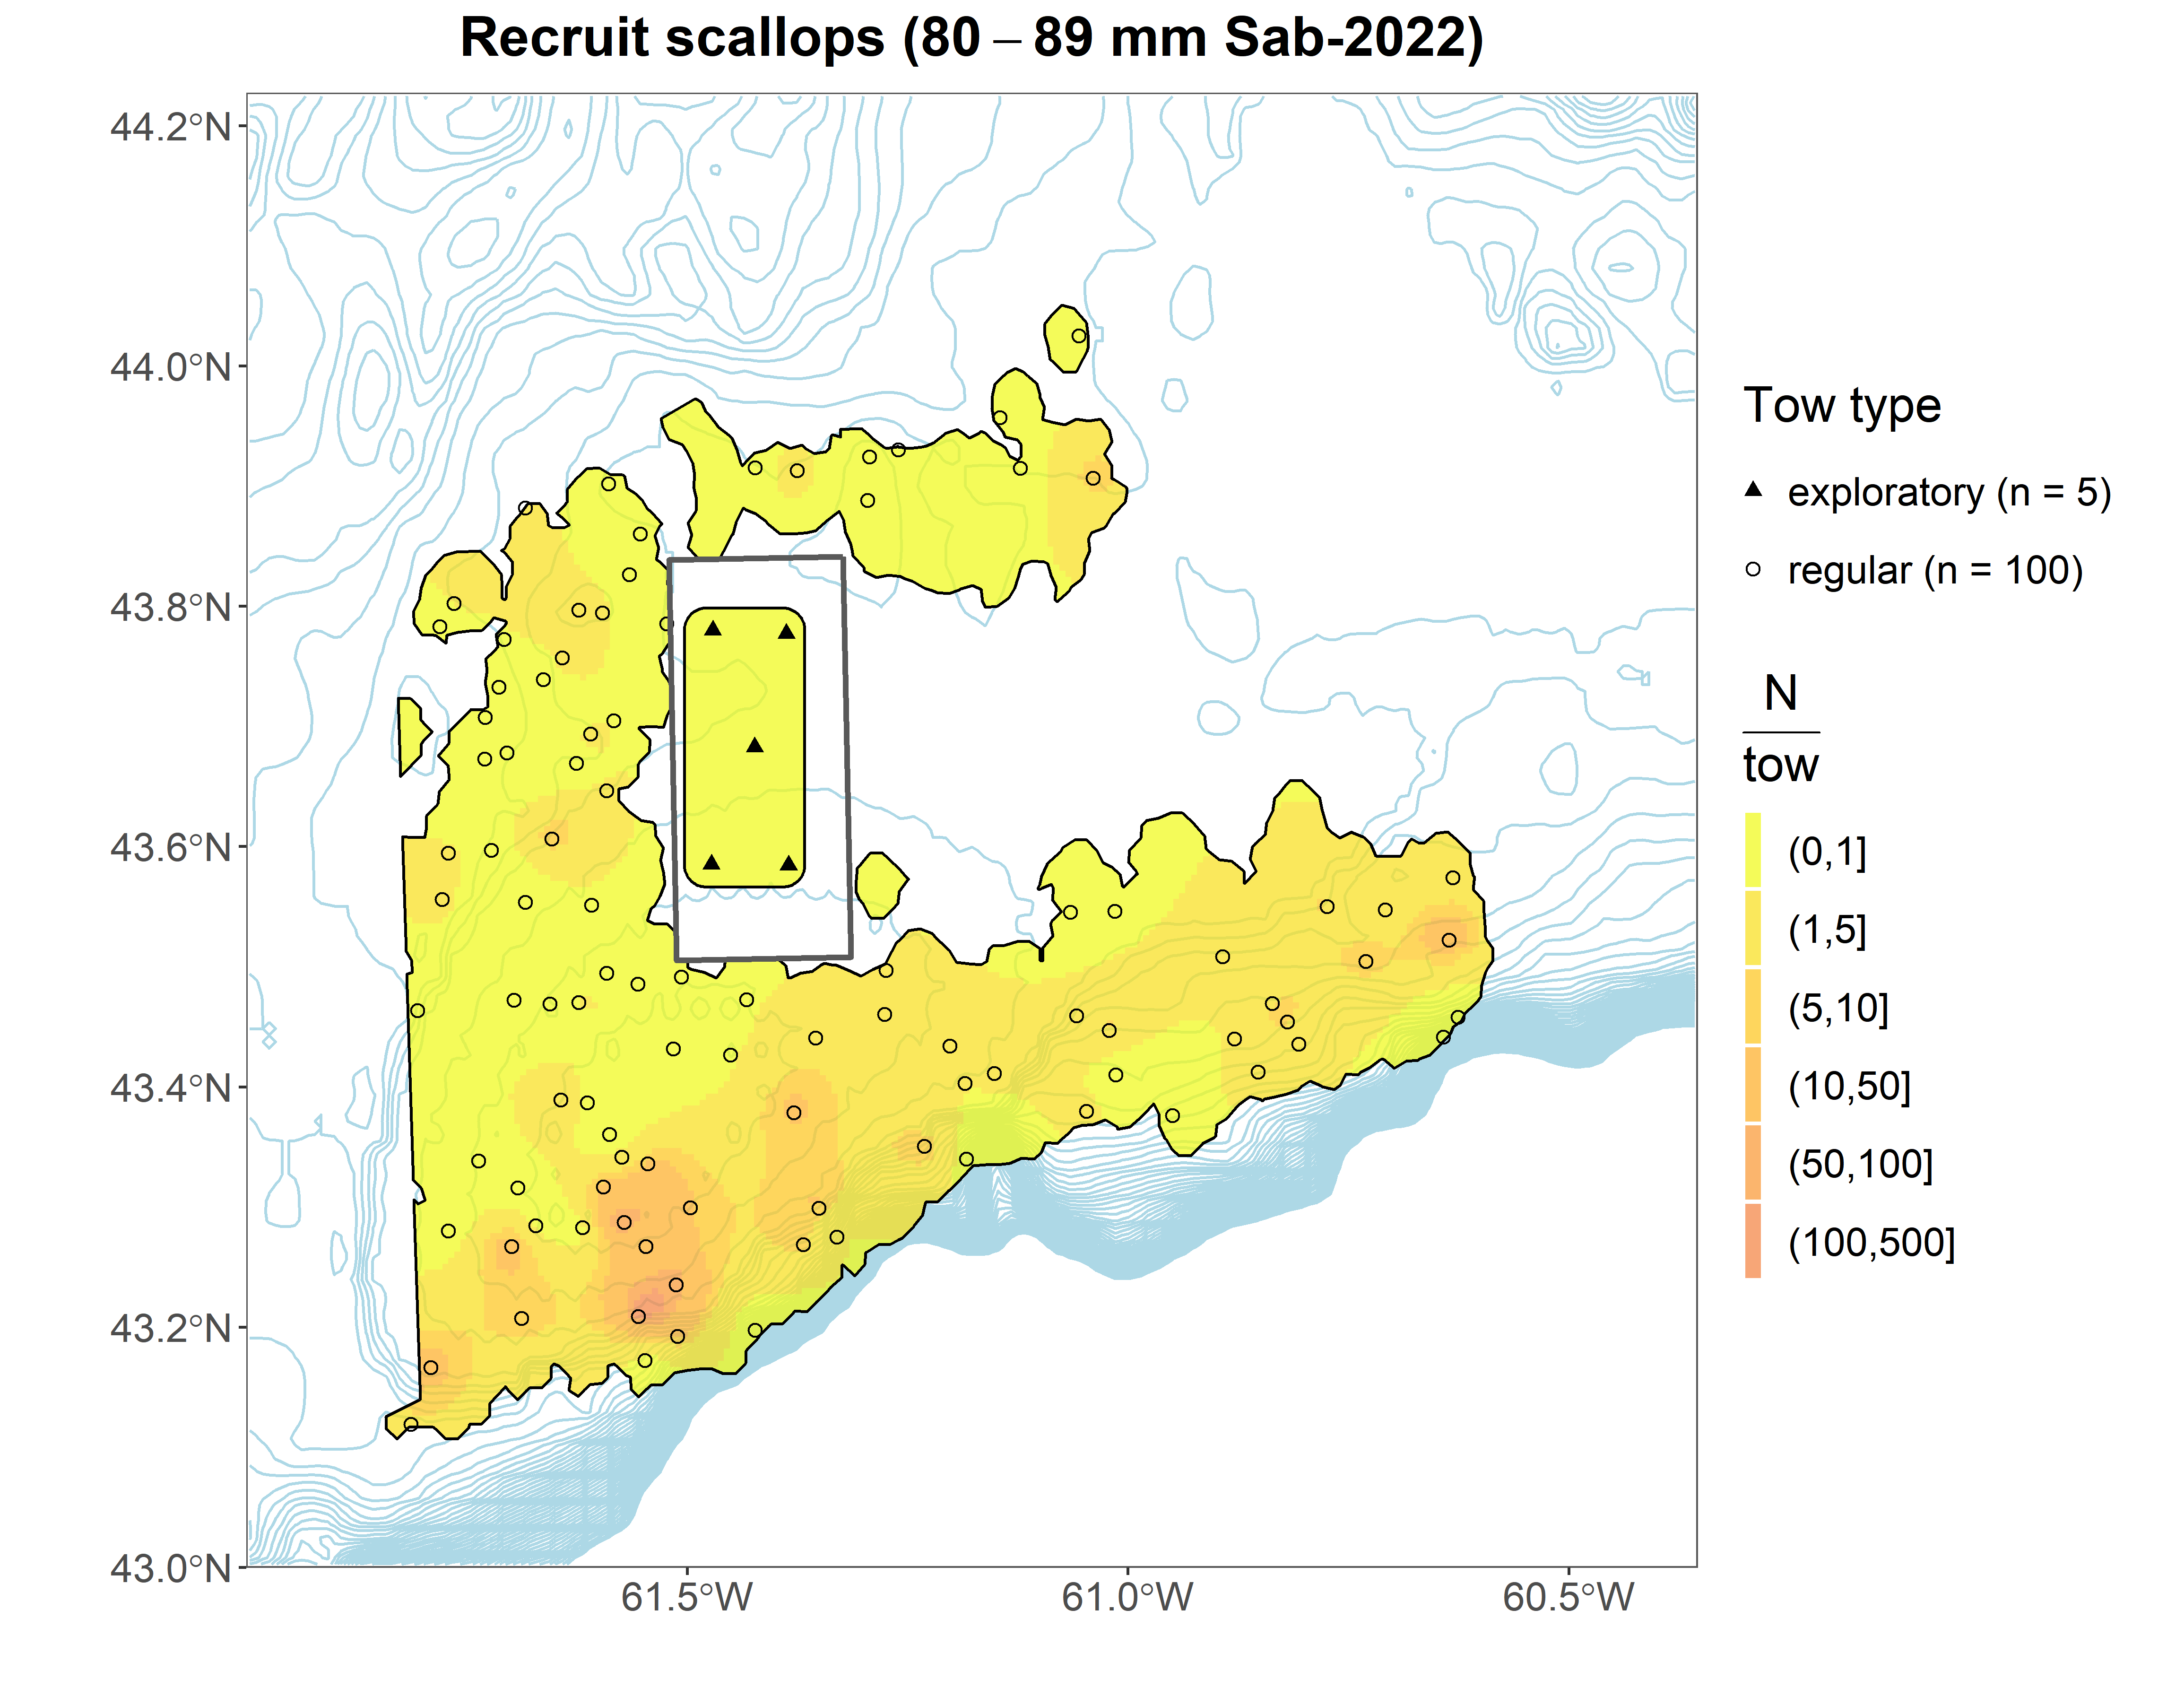 Recruit scallops (80 – 89 mm Sab-2022)
44.2°N
44.0°N
43.8°N
43.6°N
43.4°N
43.2°N
43.0°N
61.5°W
61.0°W
60.5°W
Tow type
exploratory (n = 5)
regular (n = 100)
N
tow
(0,1]
(1,5]
(5,10]
(10,50]
(50,100]
(100,500]